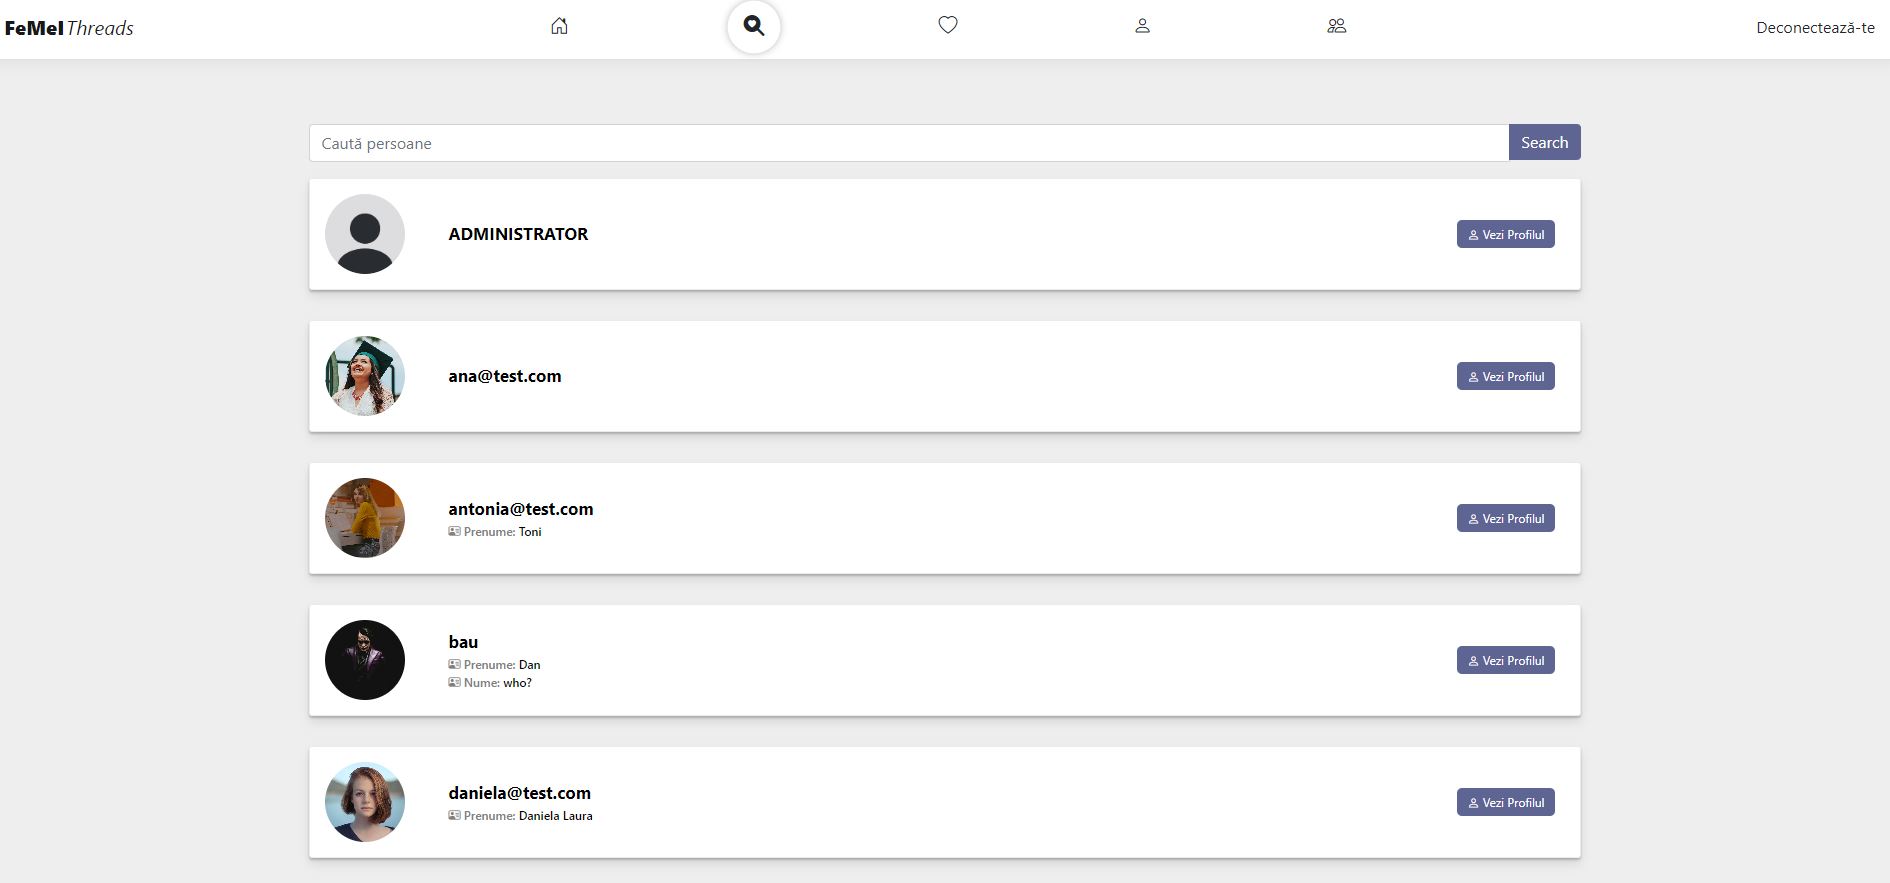 FeMel Threads
Deconectează-te
Caută persoane
Search
ADMINISTRATOR
Vezi Profilul
ana@test.com
Vezi Profilul
antonia@test.com
Prenume: Toni
Vezi Profilul
bau
Prenume: Dan
Nume: who?
Vezi Profilul
daniela@test.com
Prenume: Daniela Laura
Vezi Profilul